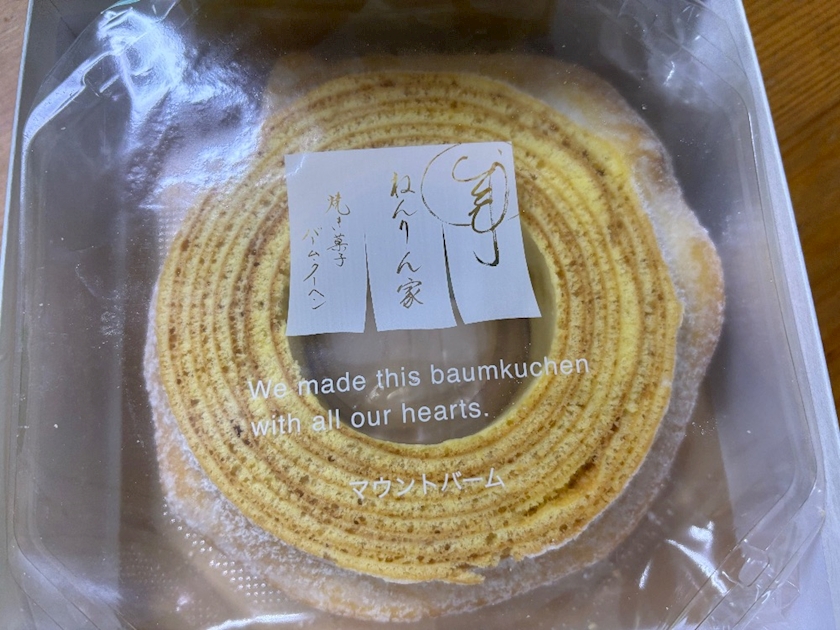 ねんりん家
焼き菓子
バームクーヘン
We made this baumkuchen
with all our hearts.
マウントバーム